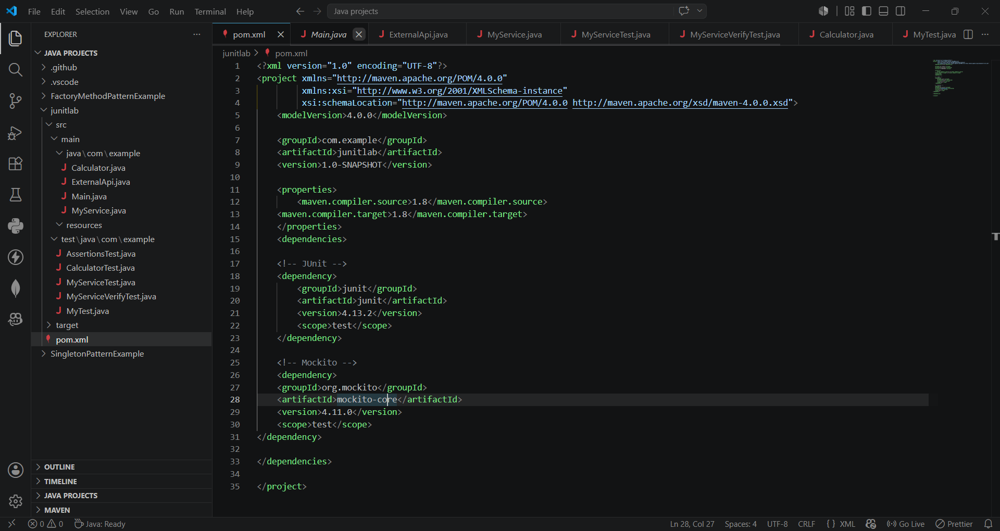 File Edit Selection View Go Run Terminal Help
Java projects
EXPLORER
JAVA PROJECTS
.github
.vscode
FactoryMethodPatternExample
junitlab
src
main
java\com\example
Calculator.java
ExternalApi.java
Main.java
MyService.java
resources
test\java\com\example
AssertionsTest.java
CalculatorTest.java
MyServiceTest.java
MyServiceVerifyTest.java
MyTest.java
target
pom.xml
SingletonPatternExample
OUTLINE
TIMELINE
JAVA PROJECTS
MAVEN
pom.xml Main.java ExternalApi.java MyService.java MyServiceTest.java MyServiceVerifyTest.java Calculator.java MyTest.java
junitlab > pom.xml
1 <?xml version="1.0" encoding="UTF-8"?>
2 <project xmlns="http://maven.apache.org/POM/4.0.0"
3 xmlns:xsi="http://www.w3.org/2001/XMLSchema-instance"
4 xsi:schemaLocation="http://maven.apache.org/POM/4.0.0 http://maven.apache.org/xsd/maven-4.0.0.xsd">
5 <modelVersion>4.0.0</modelVersion>
6
7 <groupId>com.example</groupId>
8 <artifactId>junitlab</artifactId>
9 <version>1.0-SNAPSHOT</version>
10
11 <properties>
12 <maven.compiler.source>1.8</maven.compiler.source>
13 <maven.compiler.target>1.8</maven.compiler.target>
14 </properties>
15 <dependencies>
16
17 <!-- JUnit -->
18 <dependency>
19 <groupId>junit</groupId>
20 <artifactId>junit</artifactId>
21 <version>4.13.2</version>
22 <scope>test</scope>
23 </dependency>
24
25 <!-- Mockito -->
26 <dependency>
27 <groupId>org.mockito</groupId>
28 <artifactId>mockito-core</artifactId>
29 <version>4.11.0</version>
30 <scope>test</scope>
31 </dependency>
32
33 </dependencies>
34
35 </project>
0 0 Java: Ready Ln 28, Col 27 Spaces: 4 UTF-8 CRLF {} XML Go Live Prettier